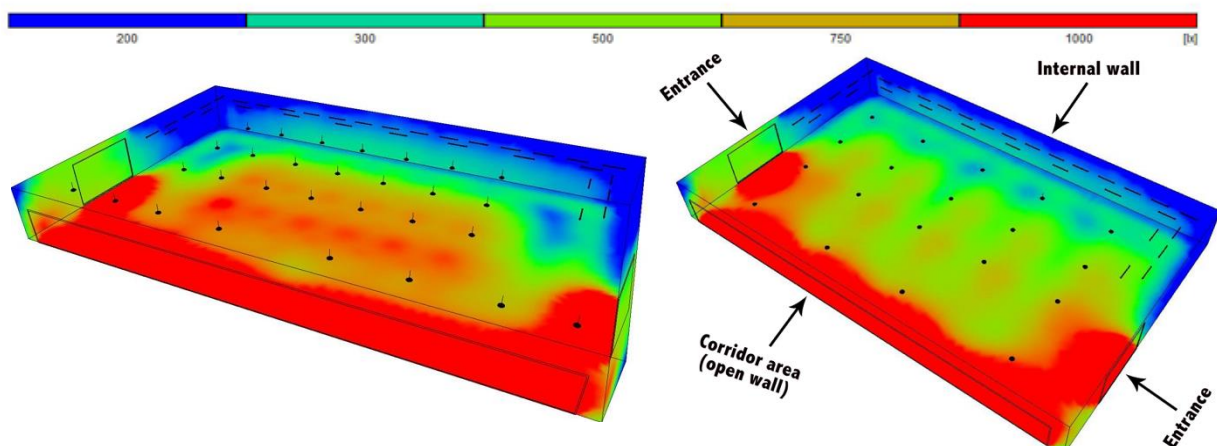 200 300 500 750 1000 [lx]
Entrance
Internal wall
Corridor area
(open wall)
Entrance